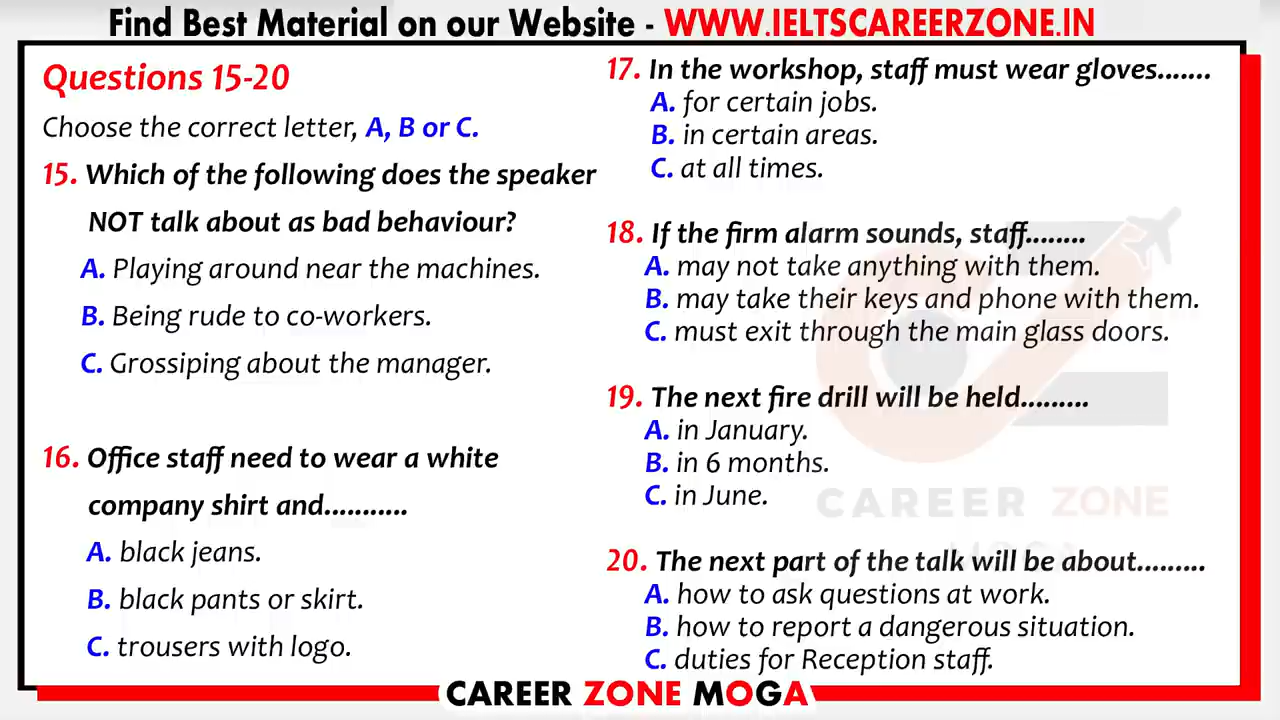 Find Best Material on our Website - WWW.IELTSCAREERZONE.IN
Questions 15-20
Choose the correct letter, A, B or C.
15. Which of the following does the speaker
NOT talk about as bad behaviour?
A. Playing around near the machines.
B. Being rude to co-workers.
C. Grossiping about the manager.
16. Office staff need to wear a white
company shirt and...........
A. black jeans.
B. black pants or skirt.
C. trousers with logo.
17. In the workshop, staff must wear gloves.......
A. for certain jobs.
B. in certain areas.
C. at all times.
18. If the firm alarm sounds, staff........
A. may not take anything with them.
B. may take their keys and phone with them.
C. must exit through the main glass doors.
19. The next fire drill will be held.........
A. in January.
B. in 6 months.
C. in June.
CAREER ZONE
MOGA
20. The next part of the talk will be about.........
A. how to ask questions at work.
B. how to report a dangerous situation.
C. duties for Reception staff.
CAREER ZONE MOGA